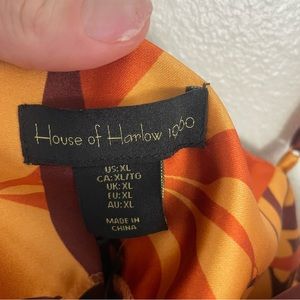 House of Harlow 1960
US:XL
CA:XL/TG
UK:XL
EU:XL
AU:XL
MADE IN
CHINA